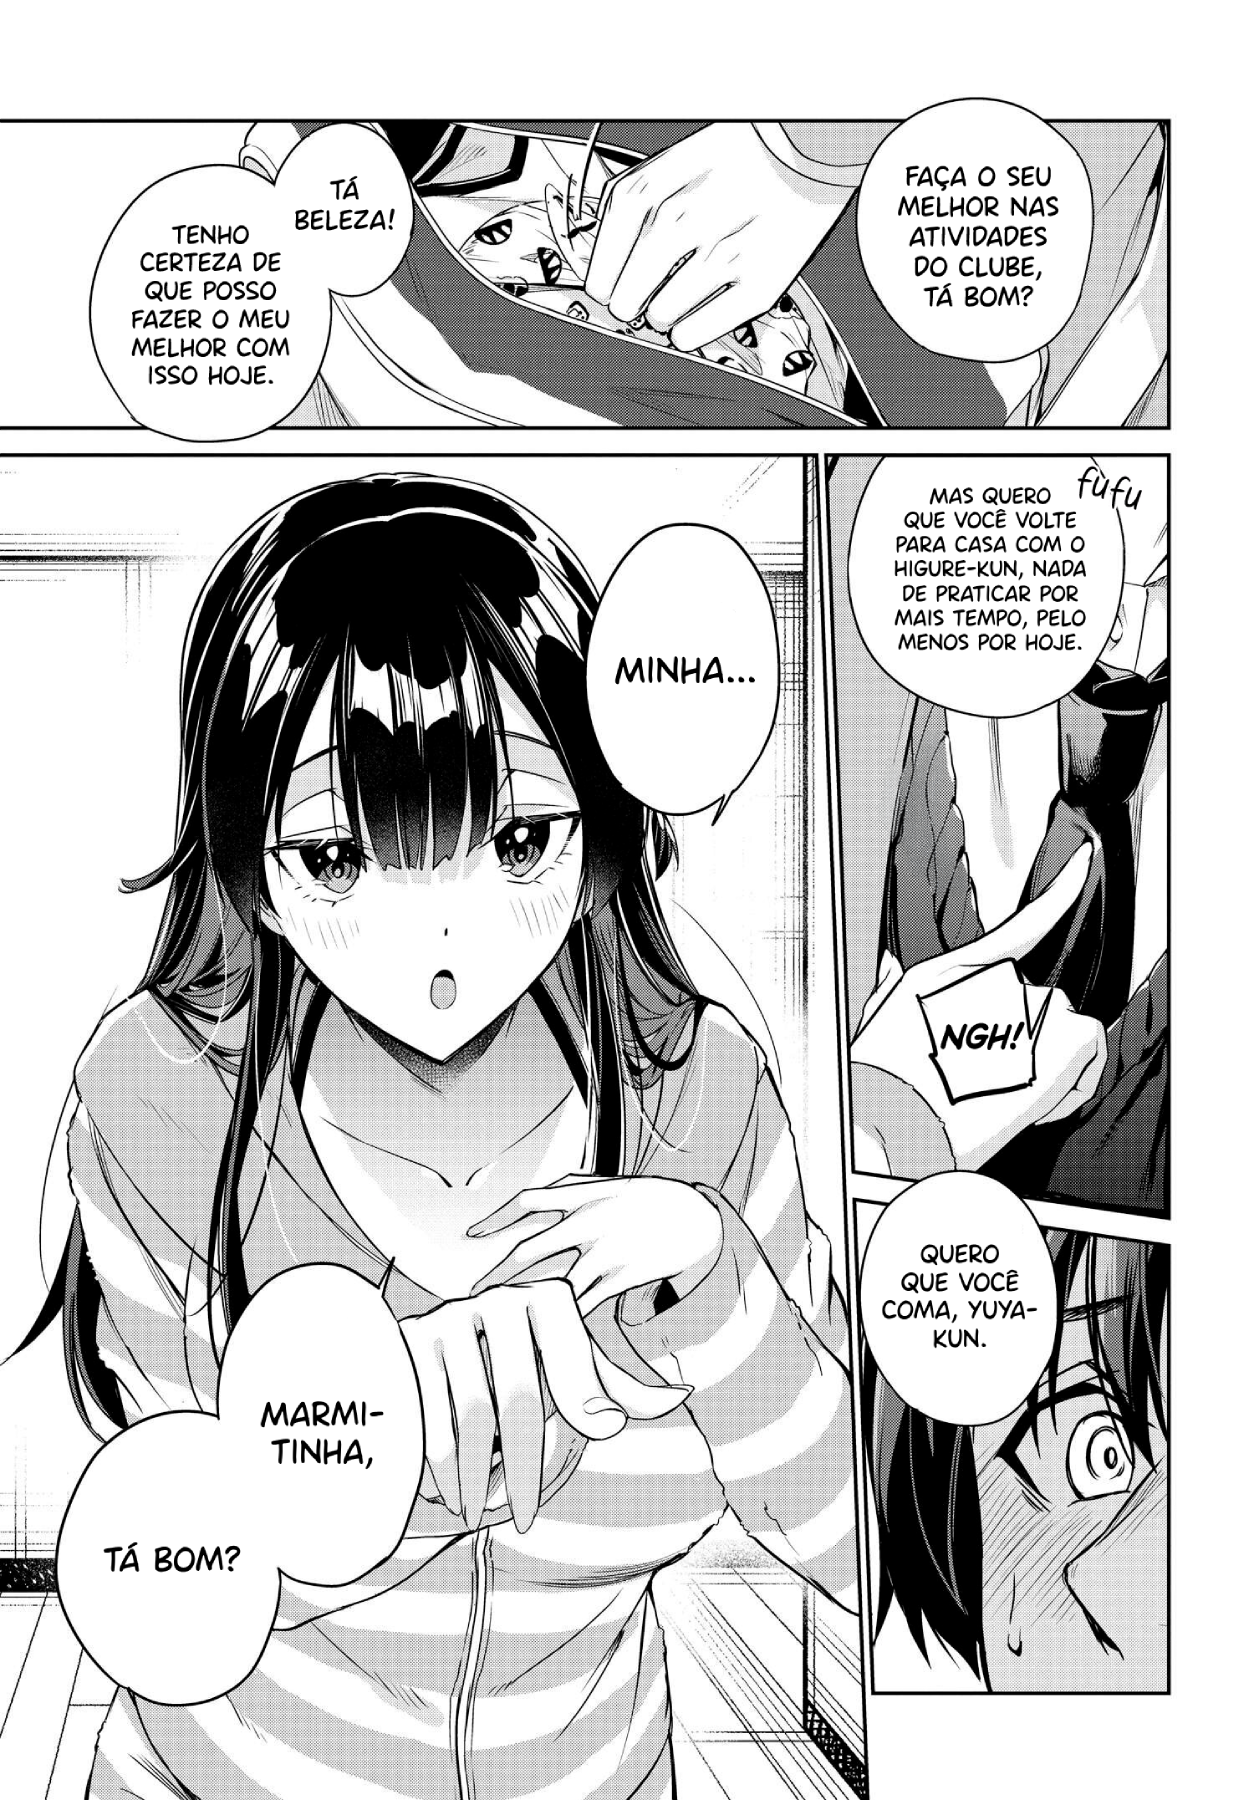 FAÇA O SEU
MELHOR NAS
ATIVIDADES
DO CLUBE,
TÁ BOM?
TÁ
BELEZA!
TENHO
CERTEZA DE
QUE POSSO
FAZER O MEU
MELHOR COM
ISSO HOJE.
FUFU
MAS QUERO
QUE VOCÊ VOLTE
PARA CASA COM O
HIGURE-KUN, NADA
DE PRATICAR POR
MAIS TEMPO, PELO
MENOS POR HOJE.
NGH!
QUERO
QUE VOCÊ
COMA, YUYA-
KUN.
MINHA...
MARMI-
TINHA,
TÁ BOM?